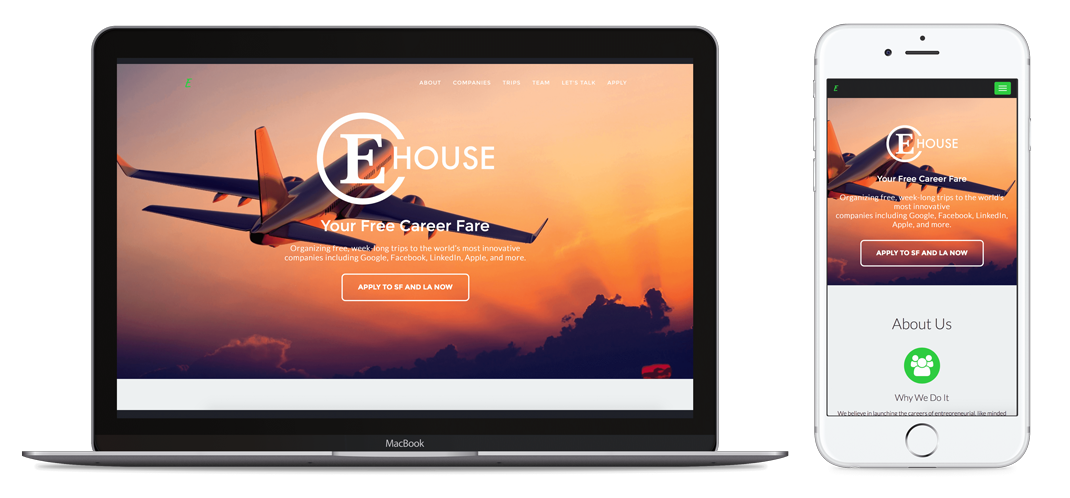 ABOUT COMPANIES TRIPS TEAM LET'S TALK APPLY
E HOUSE
Your Free Career Fare
Organizing free, week-long trips to the world's most innovative
companies including Google, Facebook, LinkedIn, Apple, and more.
APPLY TO SF AND LA NOW
MacBook
E
E HOUSE
Your Free Career Fare
Organizing free, week-long trips to the world's
most innovative
companies including Google, Facebook, LinkedIn,
Apple, and more.
APPLY TO SF AND LA NOW
About Us
Why We Do It
We believe in launching the careers of entrepreneurial, like minded